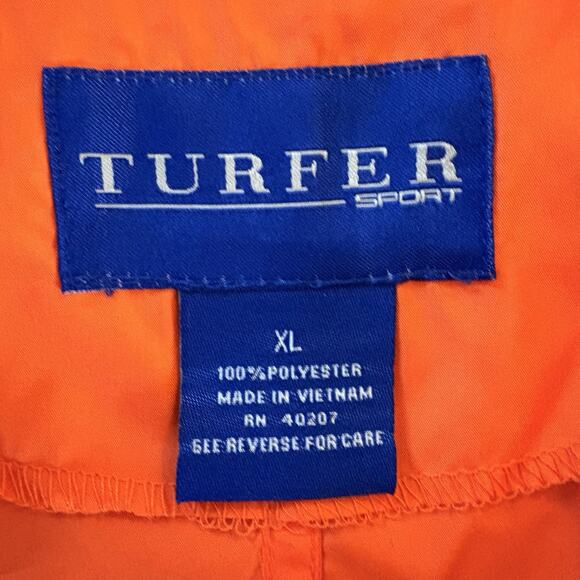 TURFER
SPORT
XL
100% POLYESTER
MADE IN VIETNAM
RN 40207
SEE REVERSE FOR CARE